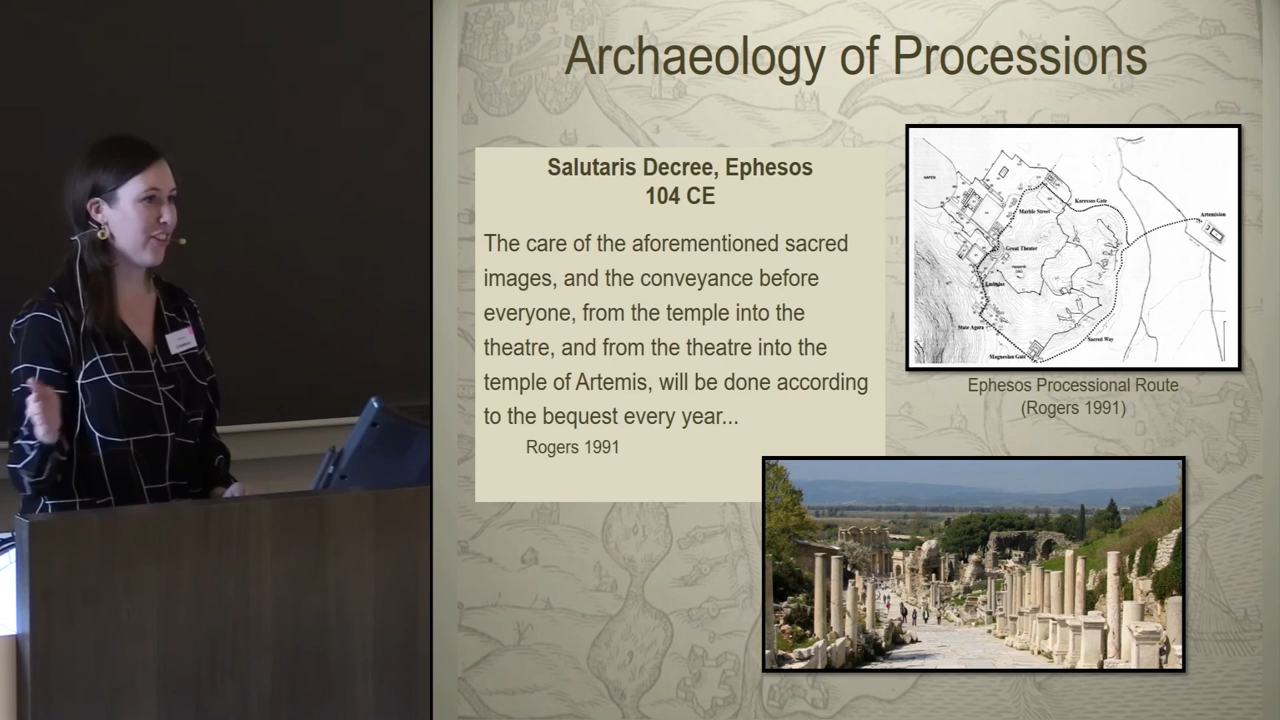 Archaeology of Processions
Salutaris Decree, Ephesos
104 CE
The care of the aforementioned sacred
images, and the conveyance before
everyone, from the temple into the
theatre, and from the theatre into the
temple of Artemis, will be done according
to the bequest every year...
Rogers 1991
Marble Street
Koressos Gate
Artemision
Great Theater
State Agora
Sacred Way
Magnesian Gate
Ephesos Processional Route
(Rogers 1991)